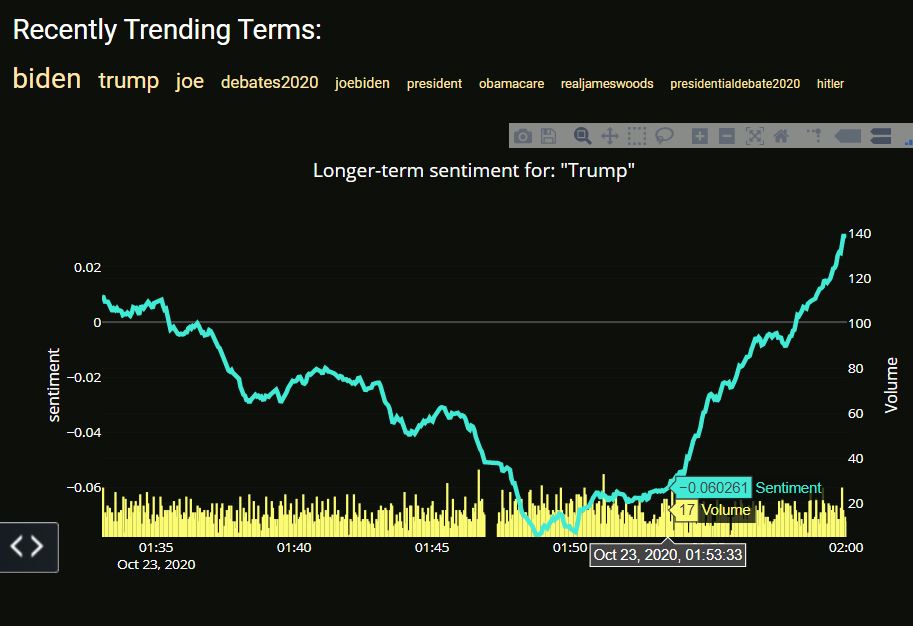 Recently Trending Terms:
biden trump joe debates2020 joebiden president obamacare realjameswoods presidentialdebate2020 hitler
Longer-term sentiment for: "Trump"
140
0.02
120
0
100
−0.02
80
−0.04
60
40
−0.06
20
0
sentiment
Volume
−0.060261 Sentiment
17 Volume
01:35 01:40 01:45 01:50 02:00
Oct 23, 2020
Oct 23, 2020, 01:53:33